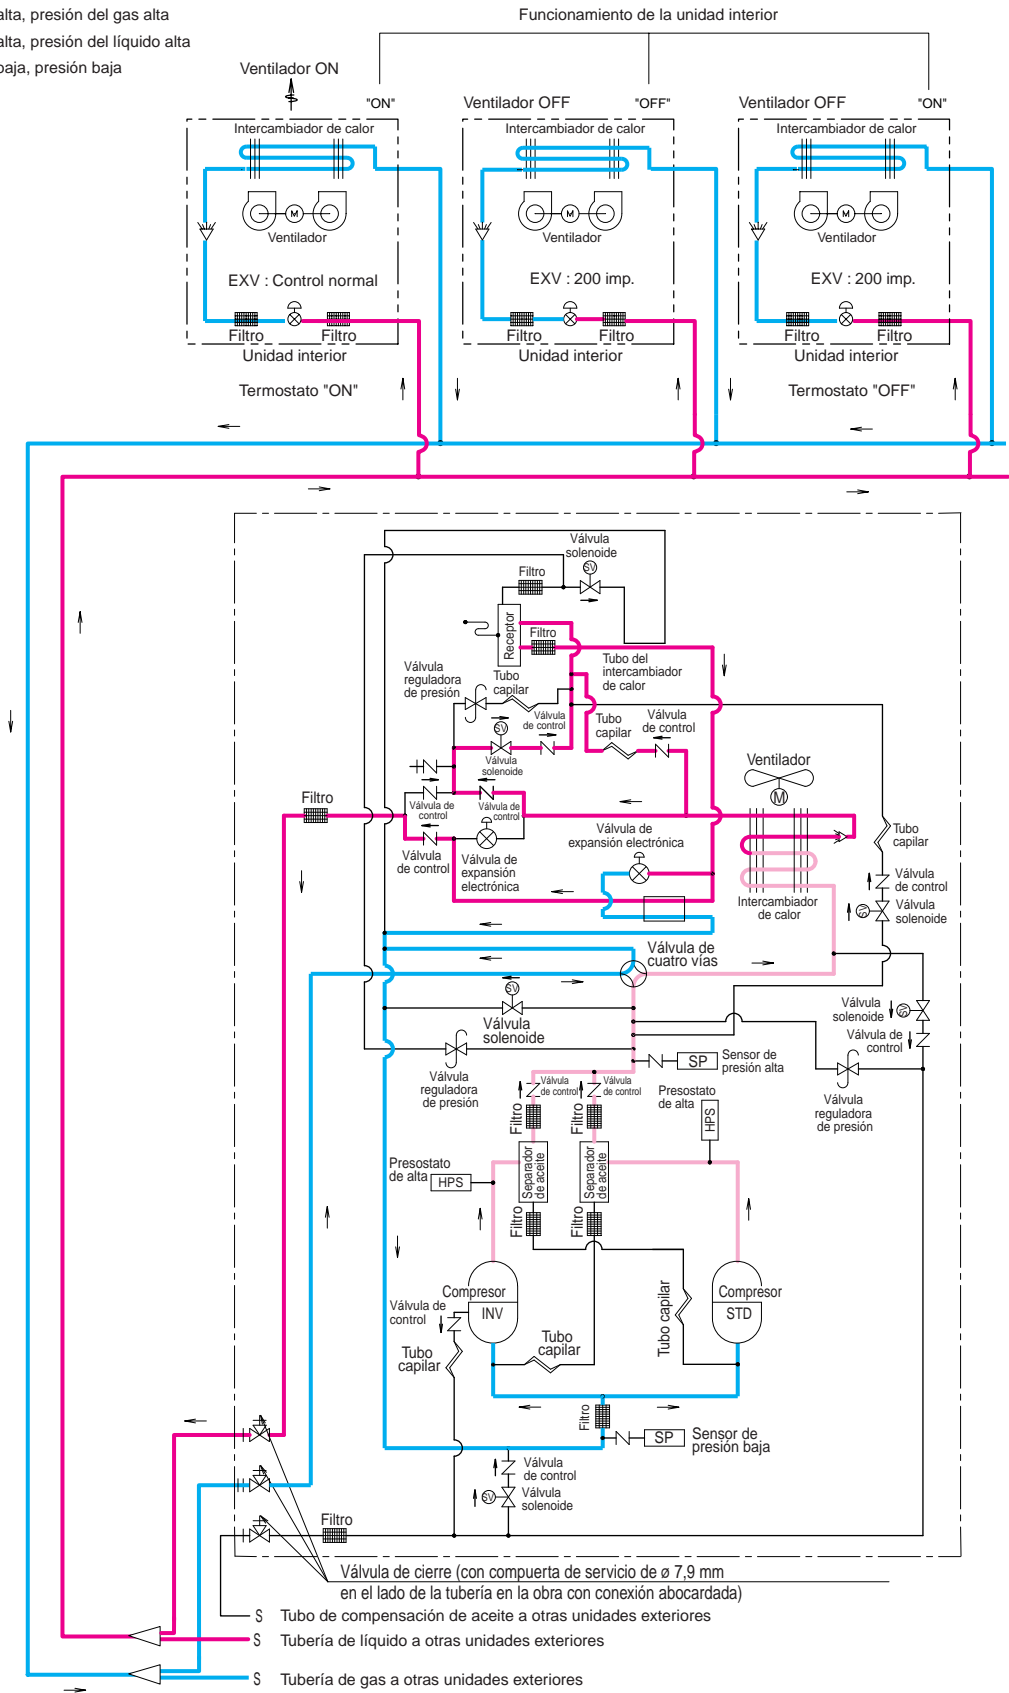 alta, presión del gas alta
alta, presión del líquido alta
baja, presión baja
Funcionamiento de la unidad interior
Ventilador ON
"ON"
Ventilador OFF
"OFF"
Ventilador OFF
"ON"
Intercambiador de calor
Intercambiador de calor
Intercambiador de calor
M
M
M
Ventilador
Ventilador
Ventilador
EXV : Control normal
EXV : 200 imp.
EXV : 200 imp.
Filtro
Filtro
Filtro
Filtro
Filtro
Filtro
Unidad interior
Unidad interior
Unidad interior
Termostato "ON"
Termostato "OFF"
Válvula
solenoide
SV
Filtro
Receptor
Filtro
Válvula
reguladora
de presión
Tubo
capilar
Tubo del
intercambiador
de calor
Válvula
de control
SV
Válvula
solenoide
Tubo
capilar
Válvula
de control
Ventilador
M
Filtro
Válvula de
control
Válvula de
control
Válvula
de control
Válvula de
expansión
electrónica
Válvula de
expansión electrónica
Intercambiador
de calor
Tubo
capilar
Válvula
de control
SV
Válvula
solenoide
Válvula de
cuatro vías
SV
Válvula
solenoide
Válvula
solenoide
SV
Válvula de
control
Válvula
reguladora
de presión
SP
Sensor de
presión alta
Válvula
reguladora
de presión
Válvula
de control
Válvula
de control
Filtro
Filtro
Presostato
de alta
HPS
Presostato
de alta
HPS
Separador
de aceite
Separador
de aceite
Filtro
Filtro
Compresor
INV
Compresor
STD
Válvula de
control
Tubo
capilar
Tubo
capilar
Tubo capilar
Filtro
SP
Sensor de
presión baja
Válvula
de control
SV
Válvula
solenoide
Filtro
Válvula de cierre (con compuerta de servicio de ø 7,9 mm
en el lado de la tubería en la obra con conexión abocardada)
S Tubo de compensación de aceite a otras unidades exteriores
S Tubería de líquido a otras unidades exteriores
S Tubería de gas a otras unidades exteriores